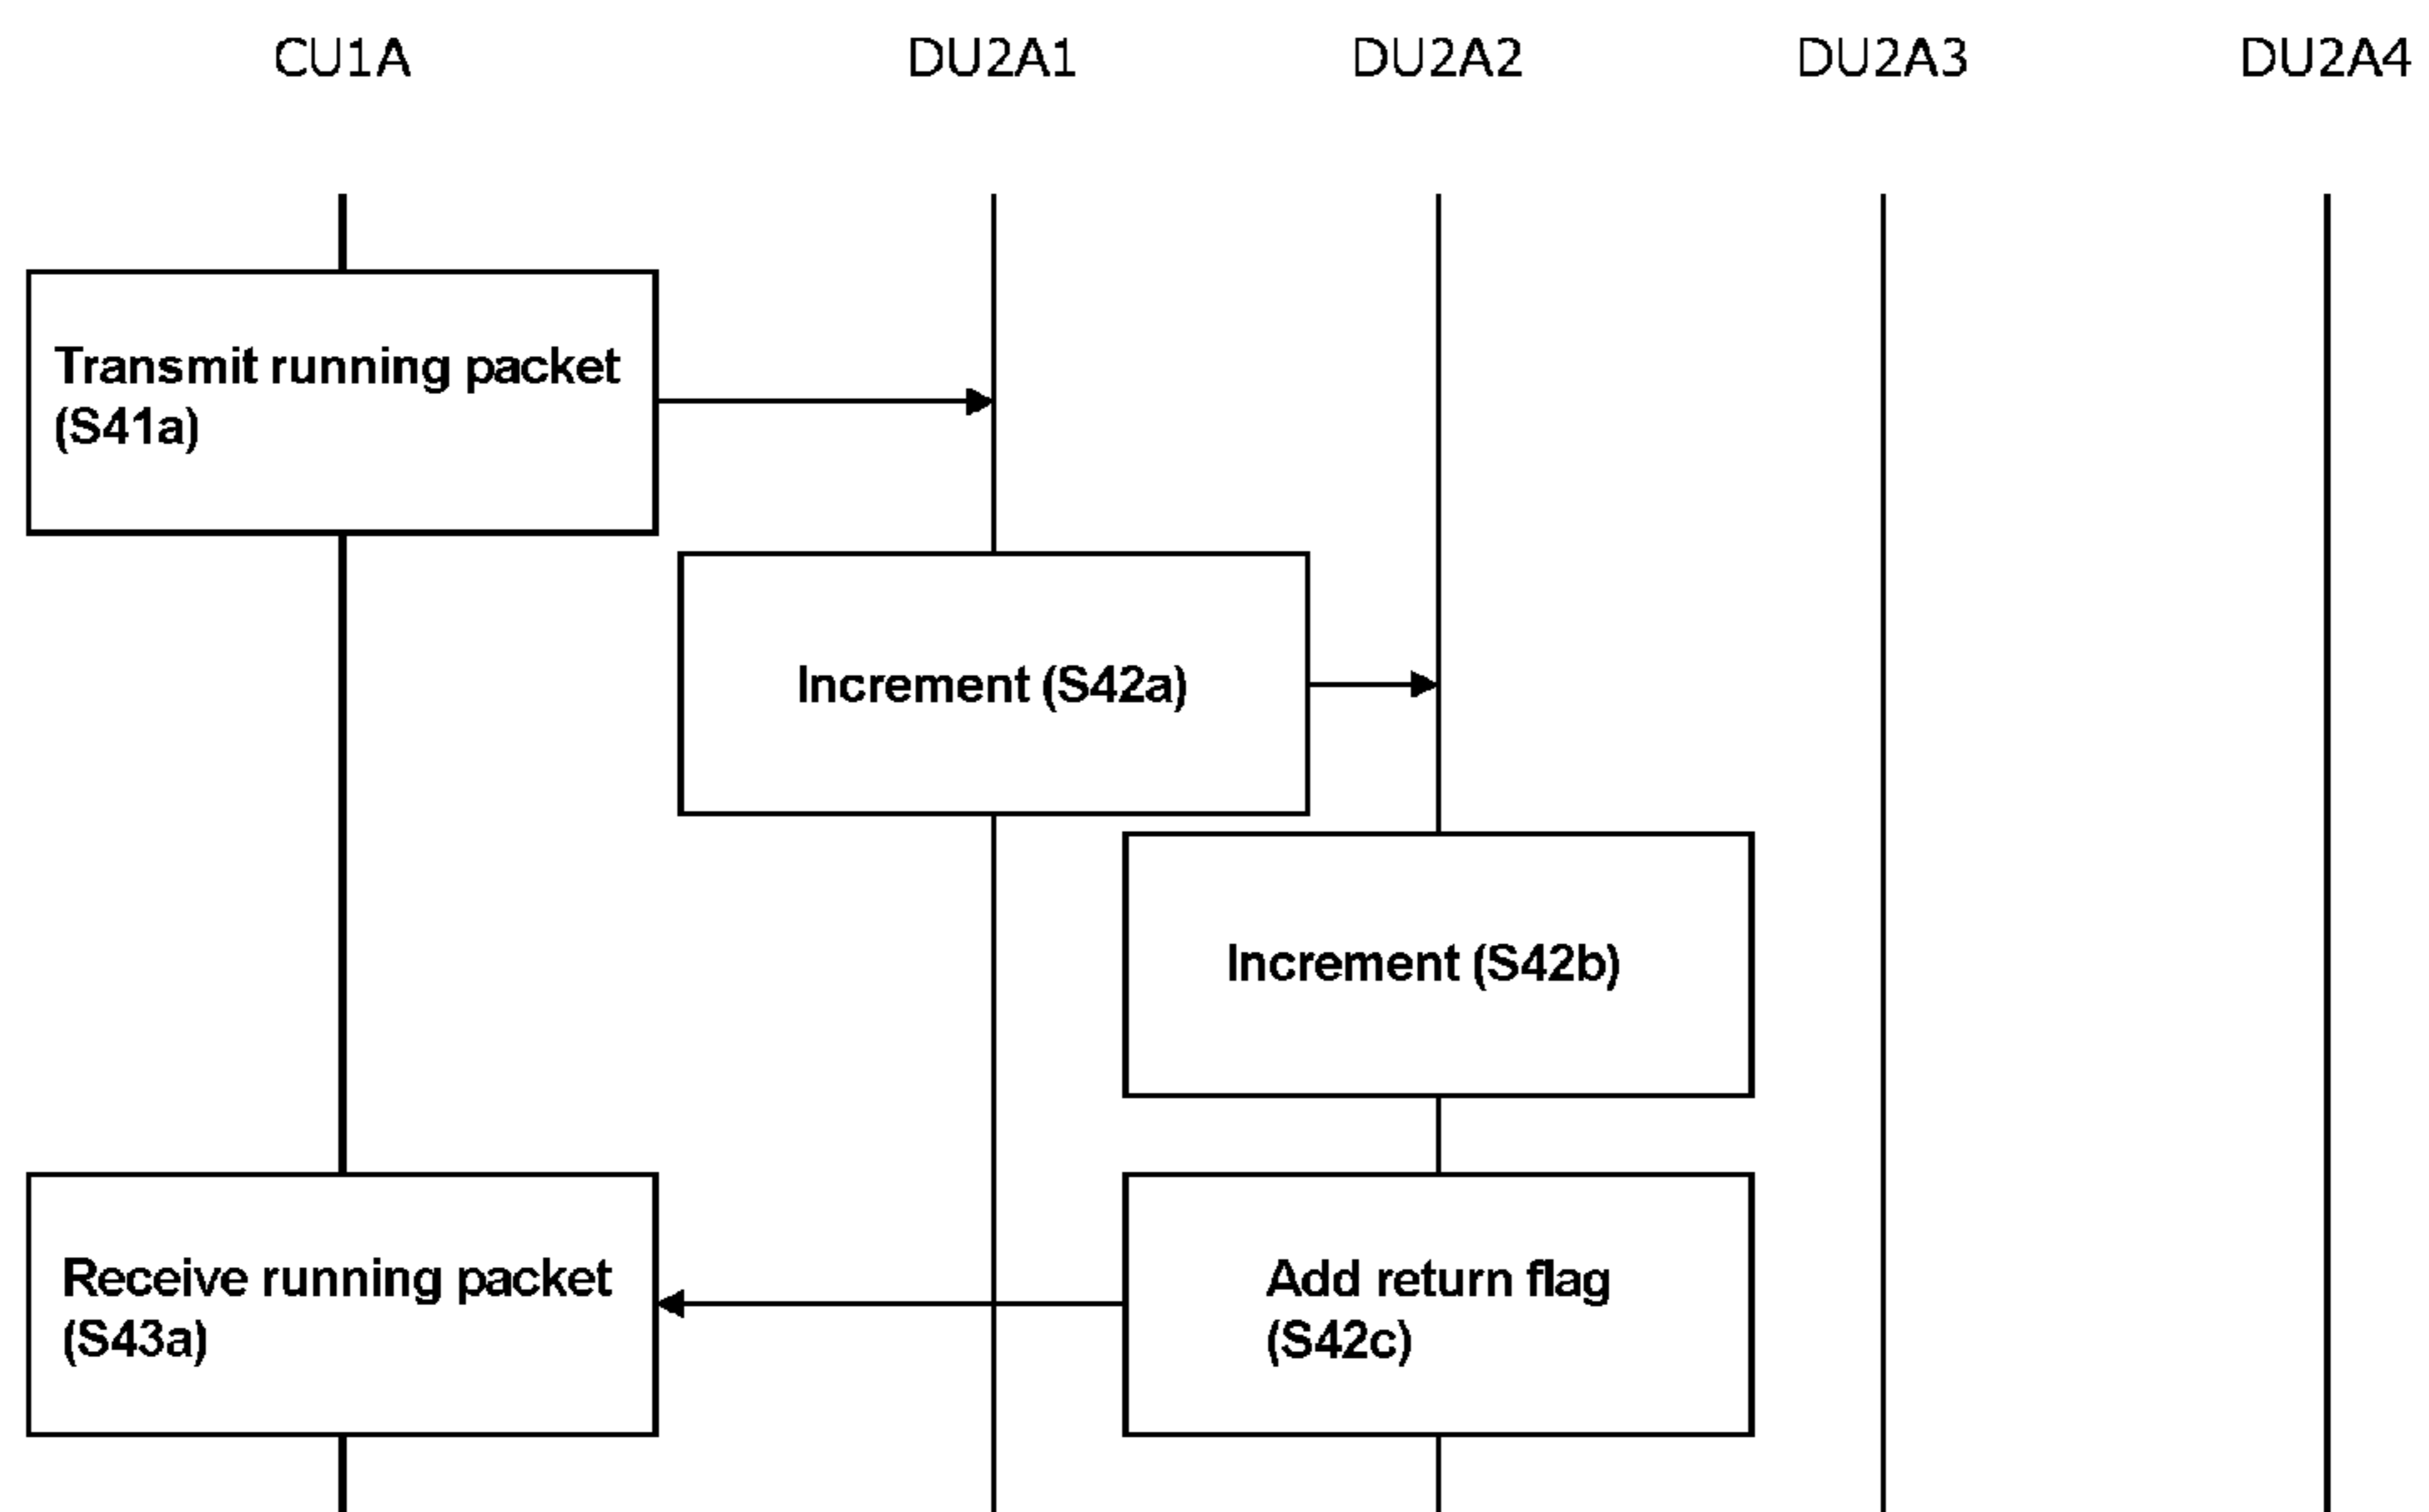 CU1A
DU2A1
DU2A2
DU2A3
DU2A4
Transmit running packet
(S41a)
Increment (S42a)
Increment (S42b)
Receive running packet
(S43a)
Add return flag
(S42c)